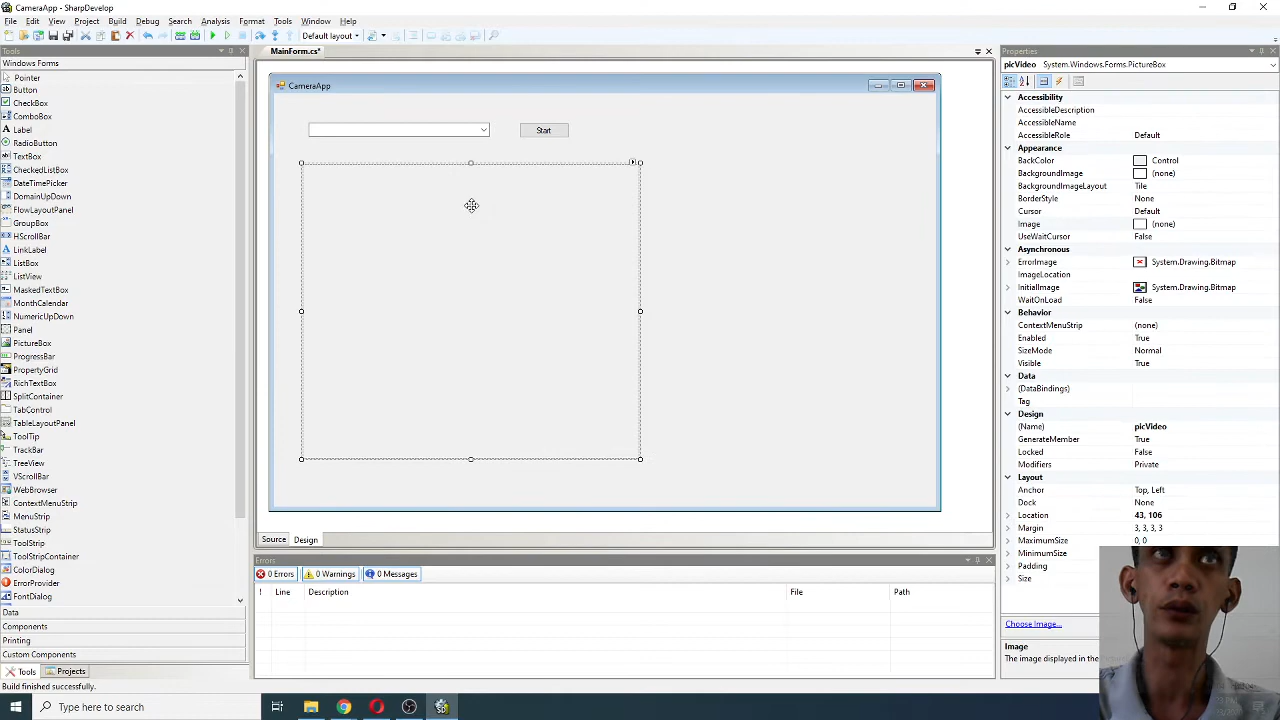 CameraApp - SharpDevelop
File Edit View Project Build Debug Search Analysis Format Tools Window Help
Default layout
Tools
Windows Forms
Pointer
Button
CheckBox
ComboBox
Label
RadioButton
TextBox
CheckedListBox
DateTimePicker
DomainUpDown
FlowLayoutPanel
GroupBox
HScrollBar
LinkLabel
ListBox
ListView
MaskedTextBox
MonthCalendar
NumericUpDown
Panel
PictureBox
ProgressBar
PropertyGrid
RichTextBox
SplitContainer
TabControl
TableLayoutPanel
ToolTip
TrackBar
TreeView
VScrollBar
WebBrowser
ContextMenuStrip
MenuStrip
StatusStrip
ToolStrip
ToolStripContainer
ColorDialog
ErrorProvider
FontDialog
Data
Components
Printing
Custom Components
Tools Projects
Build finished successfully.
MainForm.cs*
CameraApp
Start
Source Design
Errors
0 Errors 0 Warnings 0 Messages
! Line Description File Path
Properties
picVideo System.Windows.Forms.PictureBox
Accessibility
AccessibleDescription
AccessibleName
AccessibleRole Default
Appearance
BackColor Control
BackgroundImage (none)
BackgroundImageLayout Tile
BorderStyle None
Cursor Default
Image (none)
UseWaitCursor False
Asynchronous
ErrorImage System.Drawing.Bitmap
ImageLocation
InitialImage System.Drawing.Bitmap
WaitOnLoad False
Behavior
ContextMenuStrip (none)
Enabled True
SizeMode Normal
Visible True
Data
(DataBindings)
Tag
Design
(Name) picVideo
GenerateMember True
Locked False
Modifiers Private
Layout
Anchor Top, Left
Dock None
Location 43, 106
Margin 3, 3, 3, 3
MaximumSize 0, 0
MinimumSize
Padding
Size
Choose Image...
Image
The image displayed in the
Type here to search